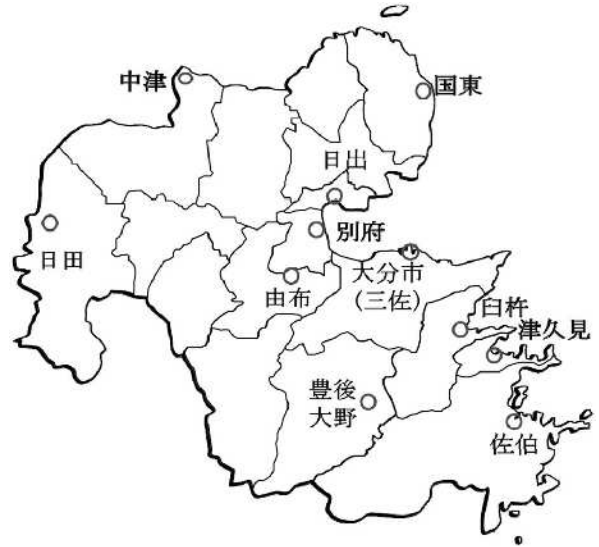 中津
国東
日出
日田
別府
由布
大分市
(三佐)
臼杵
津久見
豊後
大野
佐伯